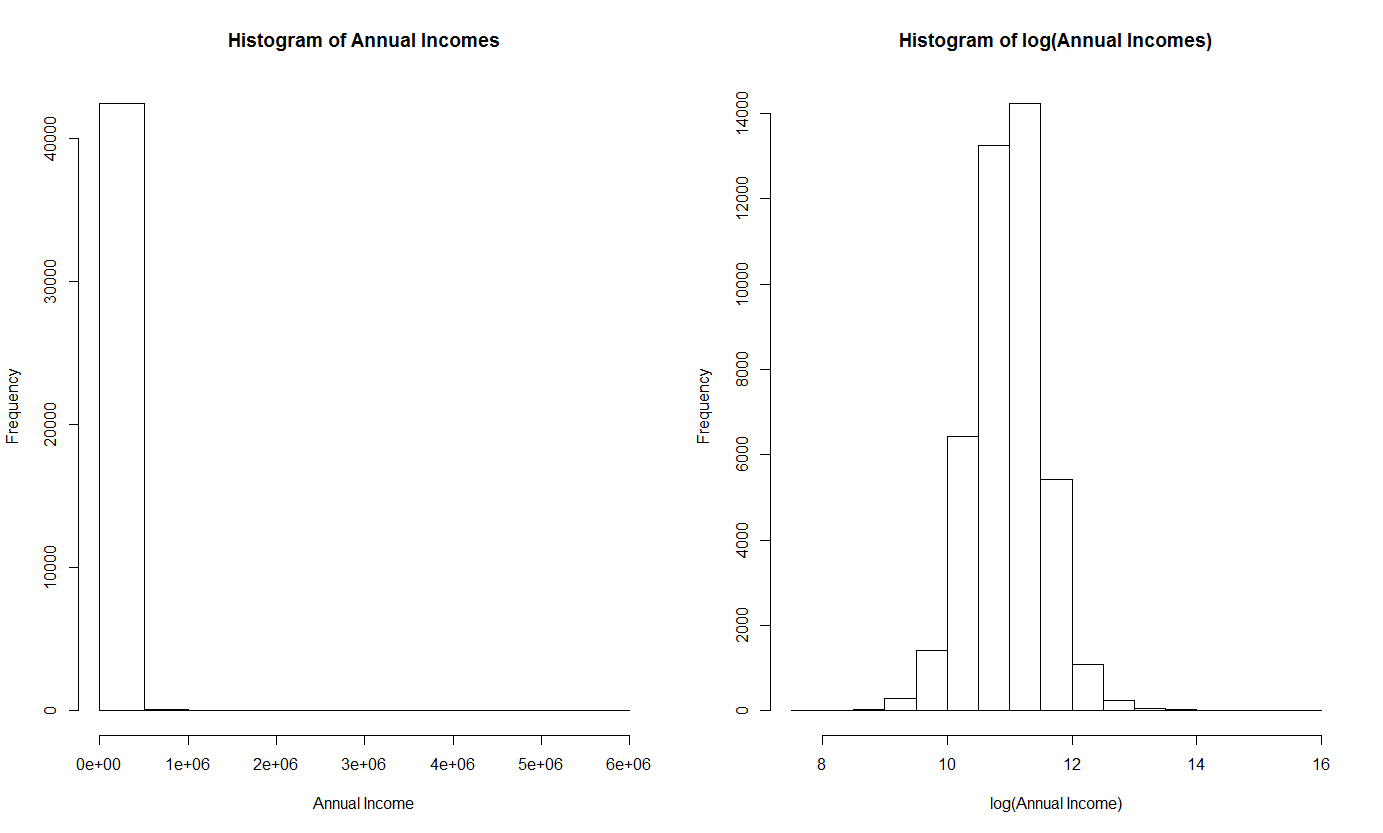 Histogram of Annual Incomes
Frequency
40000
30000
20000
10000
0
0e+00 1e+06 2e+06 3e+06 4e+06 5e+06 6e+06
Annual Income
Histogram of log(Annual Incomes)
Frequency
14000
12000
10000
8000
6000
4000
2000
0
8 10 12 14 16
log(Annual Income)